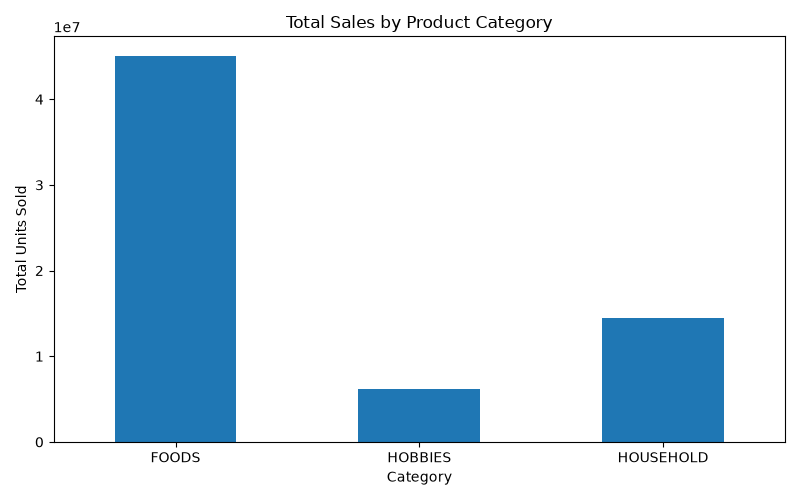 Total Sales by Product Category
1e7
4
3
2
1
0
Total Units Sold
FOODS
HOBBIES
HOUSEHOLD
Category